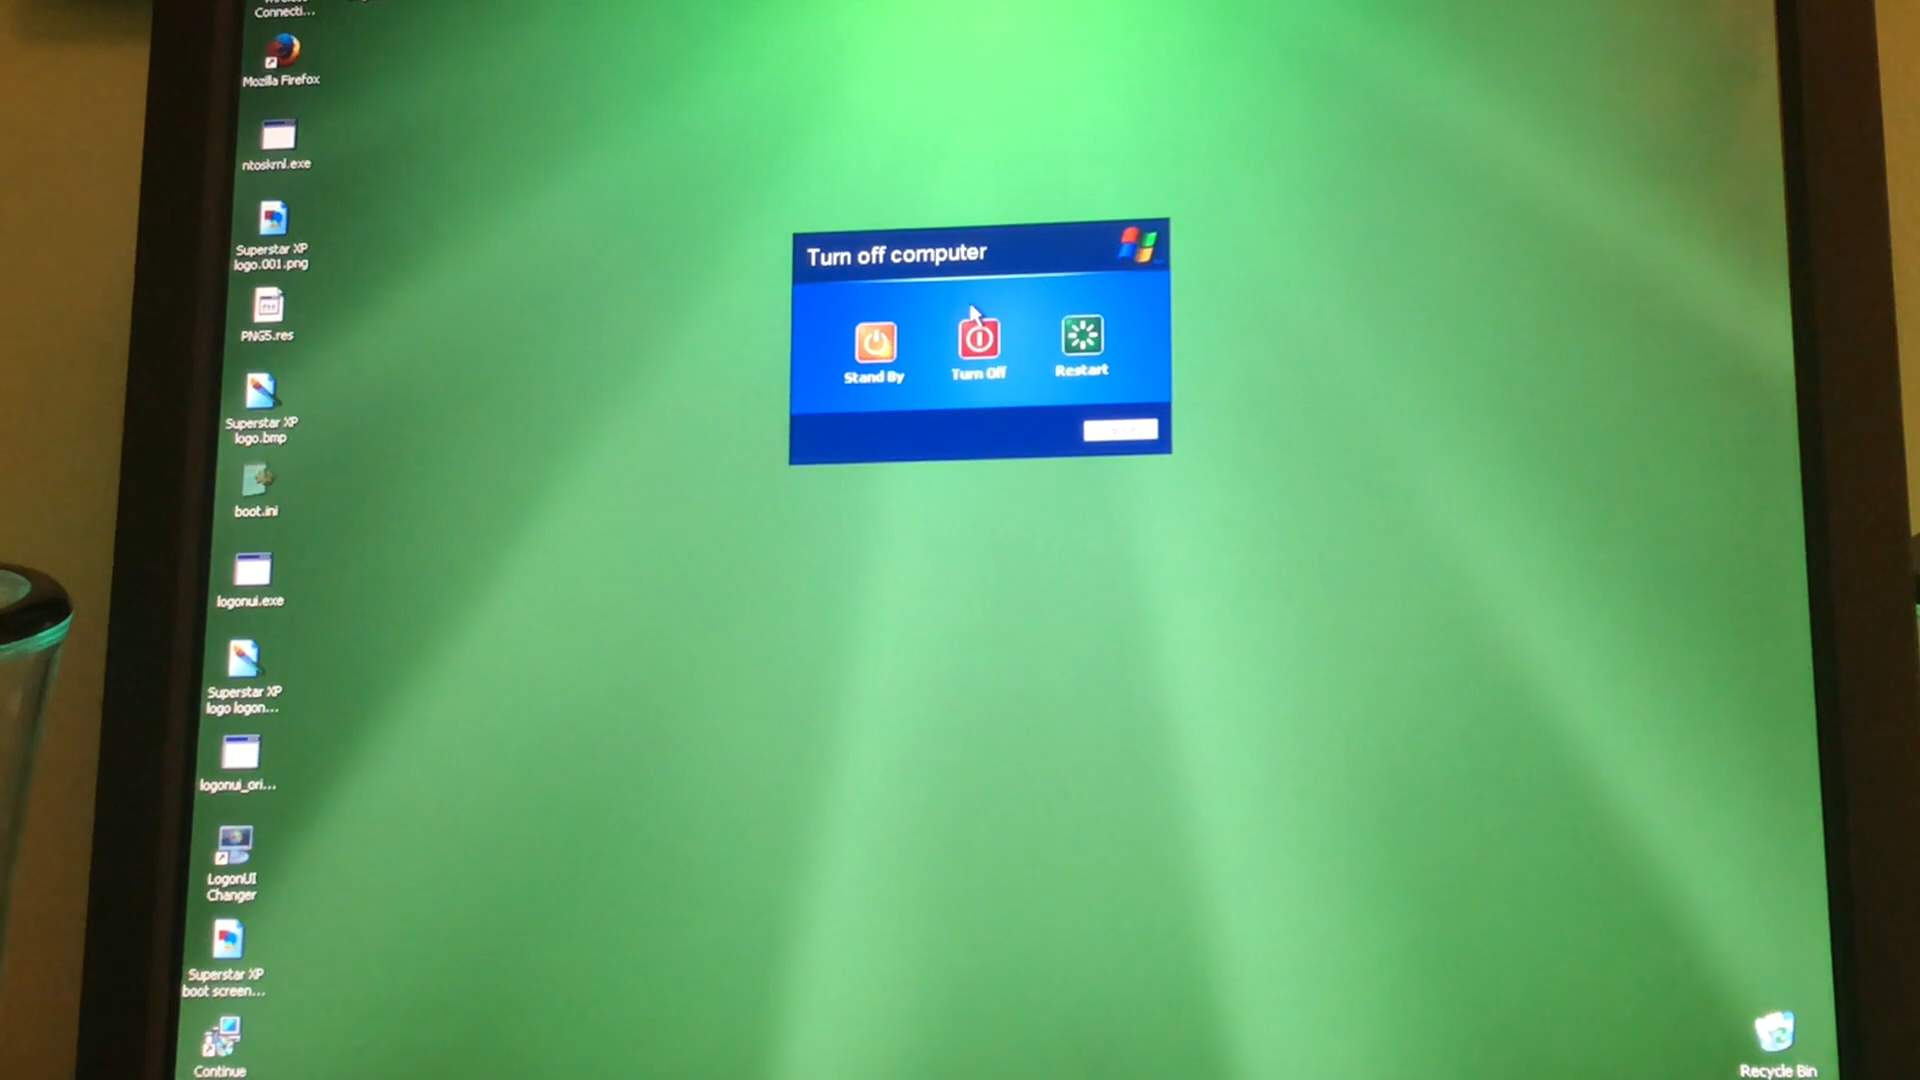 Connecti...
Mozilla Firefox
ntoskrnl.exe
Superstar XP
logo.001.png
PNG5.res
Superstar XP
logo.bmp
boot.ini
logonui.exe
Superstar XP
logo logon...
logonui_ori...
LogonUI
Changer
Superstar XP
boot screen...
Continue
Turn off computer
Stand By
Turn Off
Restart
Recycle Bin